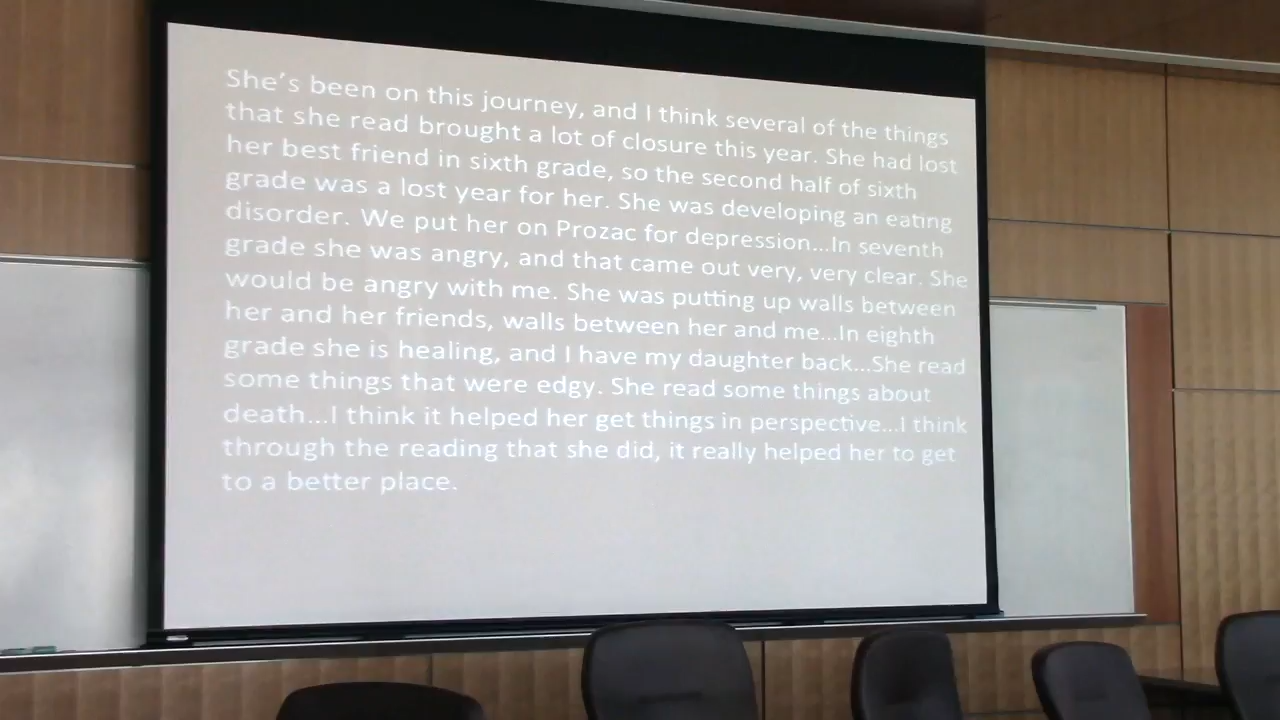 She's been on this journey, and I think several of the things
that she read brought a lot of closure this year. She had lost
her best friend in sixth grade, so the second half of sixth
grade was a lost year for her. She was developing an eating
disorder. We put her on Prozac for depression...In seventh
grade she was angry, and that came out very, very clear. She
would be angry with me. She was putting up walls between
her and her friends, walls between her and me...In eighth
grade she is healing, and I have my daughter back...She read
some things that were edgy. She read some things about
death...I think it helped her get things in perspective...I think
through the reading that she did, it really helped her to get
to a better place.